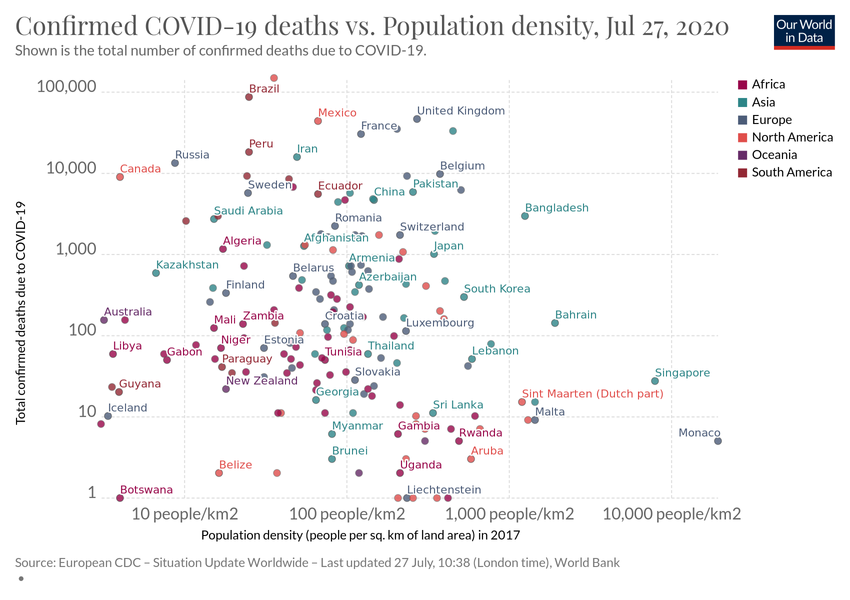 Confirmed COVID-19 deaths vs. Population density, Jul 27, 2020
Shown is the total number of confirmed deaths due to COVID-19.
Our World
in Data
Africa
Asia
Europe
North America
Oceania
South America
Total confirmed deaths due to COVID-19
100,000
10,000
1,000
100
10
1
Brazil
Mexico
United Kingdom
France
Peru
Iran
Russia
Canada
Belgium
Sweden
Ecuador
China
Pakistan
Saudi Arabia
Bangladesh
Romania
Algeria
Afghanistan
Switzerland
Japan
Kazakhstan
Belarus
Armenia
Azerbaijan
Finland
South Korea
Australia
Mali
Zambia
Croatia
Luxembourg
Bahrain
Libya
Gabon
Niger
Estonia
Tunisia
Thailand
Lebanon
Paraguay
Guyana
New Zealand
Slovakia
Singapore
Georgia
Sint Maarten (Dutch part)
Iceland
Sri Lanka
Malta
Myanmar
Gambia
Rwanda
Monaco
Brunei
Belize
Uganda
Aruba
Botswana
Liechtenstein
10 people/km2
100 people/km2
1,000 people/km2
10,000 people/km2
Population density (people per sq. km of land area) in 2017
Source: European CDC – Situation Update Worldwide – Last updated 27 July, 10:38 (London time), World Bank